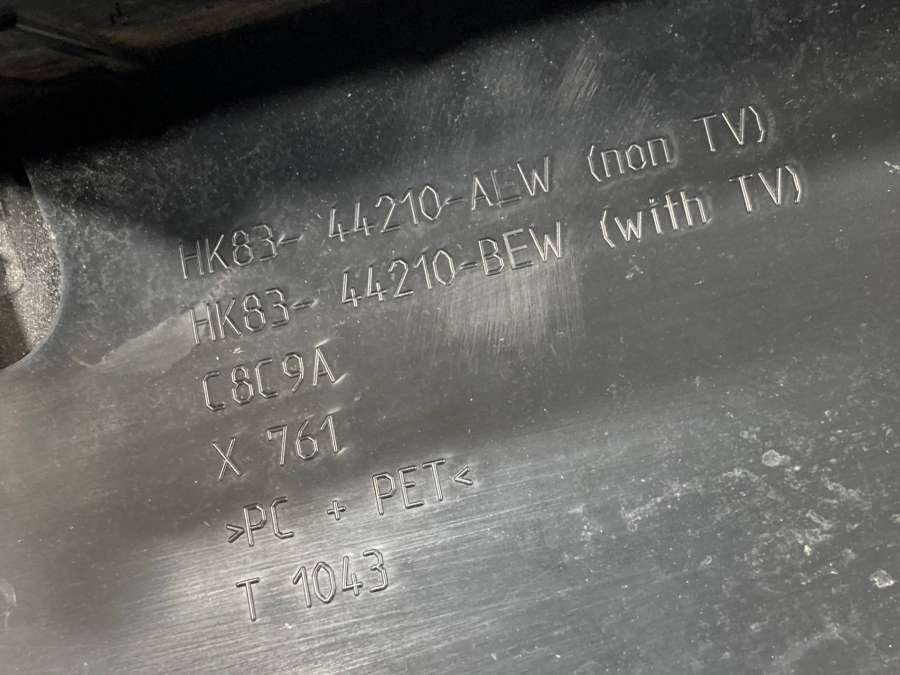 HK83- 44210-AEW (non TV)
HK83- 44210-BEW (with TV)
C8C9A
X 761
>PC + PET<
T 1043